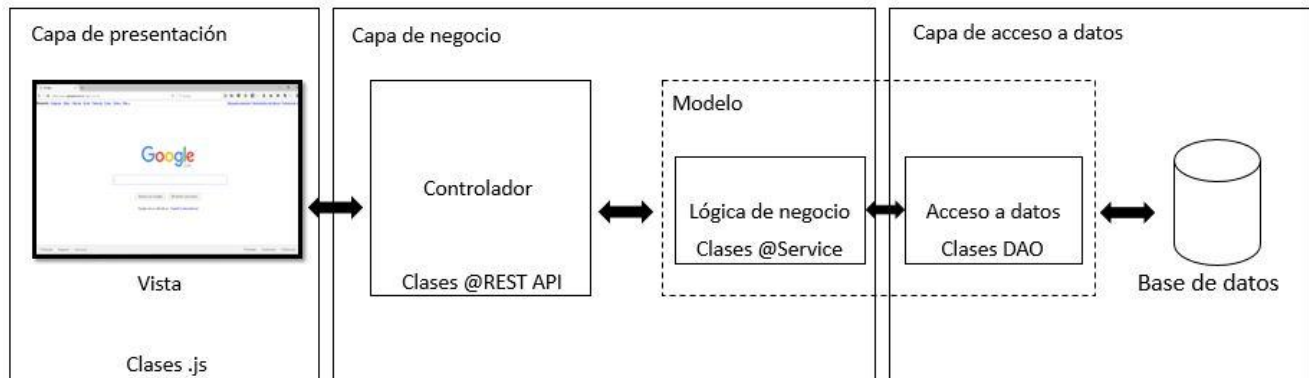 Capa de presentación
Google
Vista
Clases .js
Capa de negocio
Controlador
Clases @REST API
Modelo
Lógica de negocio
Clases @Service
Capa de acceso a datos
Acceso a datos
Clases DAO
Base de datos